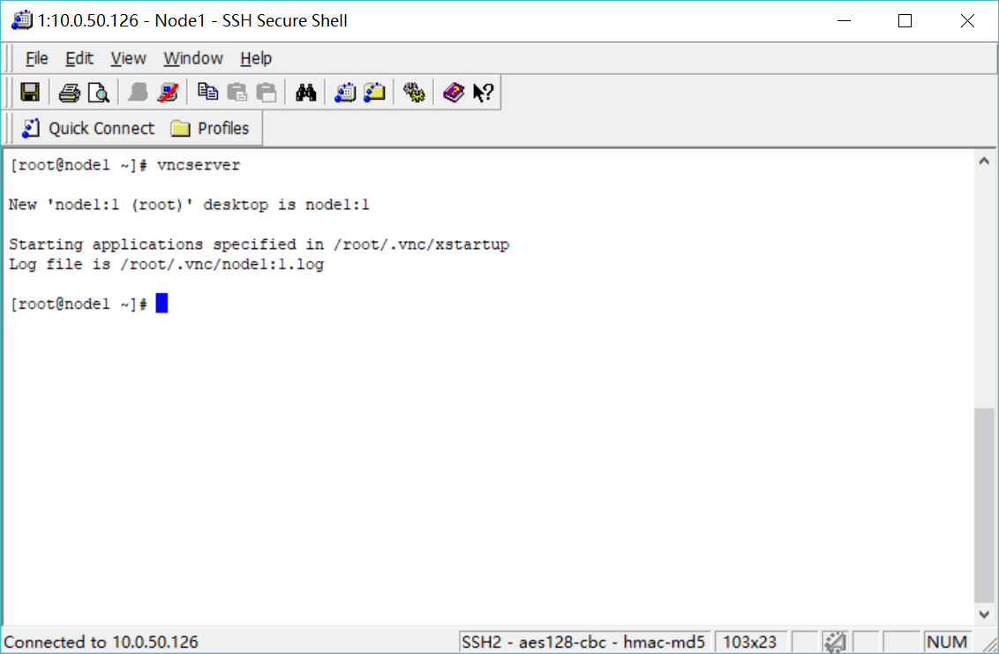 1:10.0.50.126 - Node1 - SSH Secure Shell
File Edit View Window Help
Quick Connect Profiles
[root@node1 ~]# vncserver
New 'node1:1 (root)' desktop is node1:1
Starting applications specified in /root/.vnc/xstartup
Log file is /root/.vnc/node1:1.log
[root@node1 ~]#
Connected to 10.0.50.126 SSH2 - aes128-cbc - hmac-md5 103x23 NUM